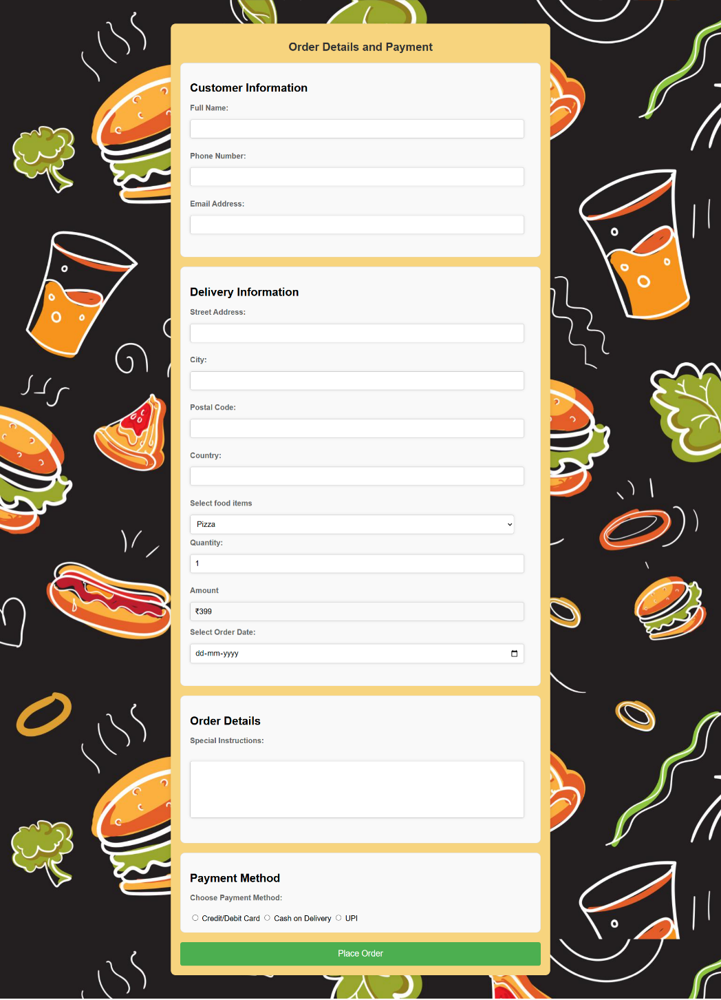 Order Details and Payment
Customer Information
Full Name:
Phone Number:
Email Address:
Delivery Information
Street Address:
City:
Postal Code:
Country:
Select food items
Pizza
Quantity:
1
Amount
₹399
Select Order Date:
dd-mm-yyyy
Order Details
Special Instructions:
Payment Method
Choose Payment Method:
Credit/Debit Card Cash on Delivery UPI
Place Order